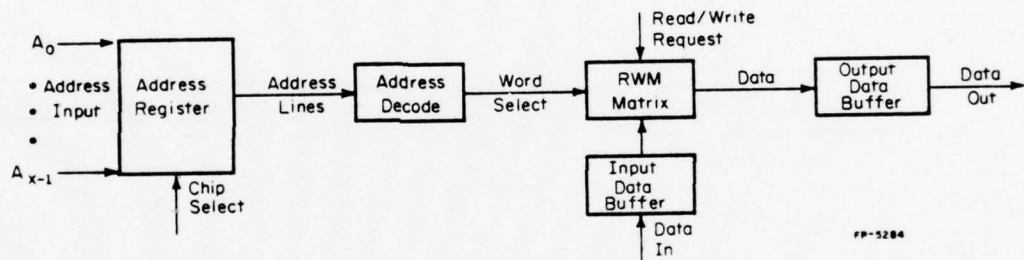 Read/Write
Request
A0
• Address
• Input
•
•
Ax-1
Address
Register
Chip
Select
Address
Lines
Address
Decode
Word
Select
RWM
Matrix
Data
Output
Data
Buffer
Data
Out
Input
Data
Buffer
Data
In
FP-5284